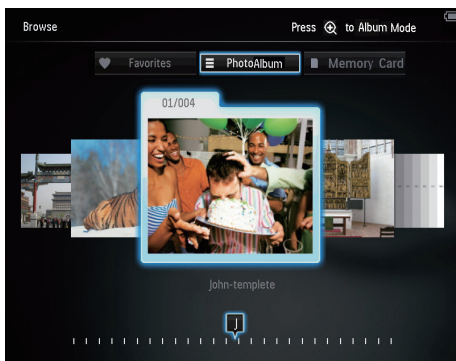 Browse
Press to Album Mode
Favorites
PhotoAlbum
Memory Card
01/004
John-templete
J